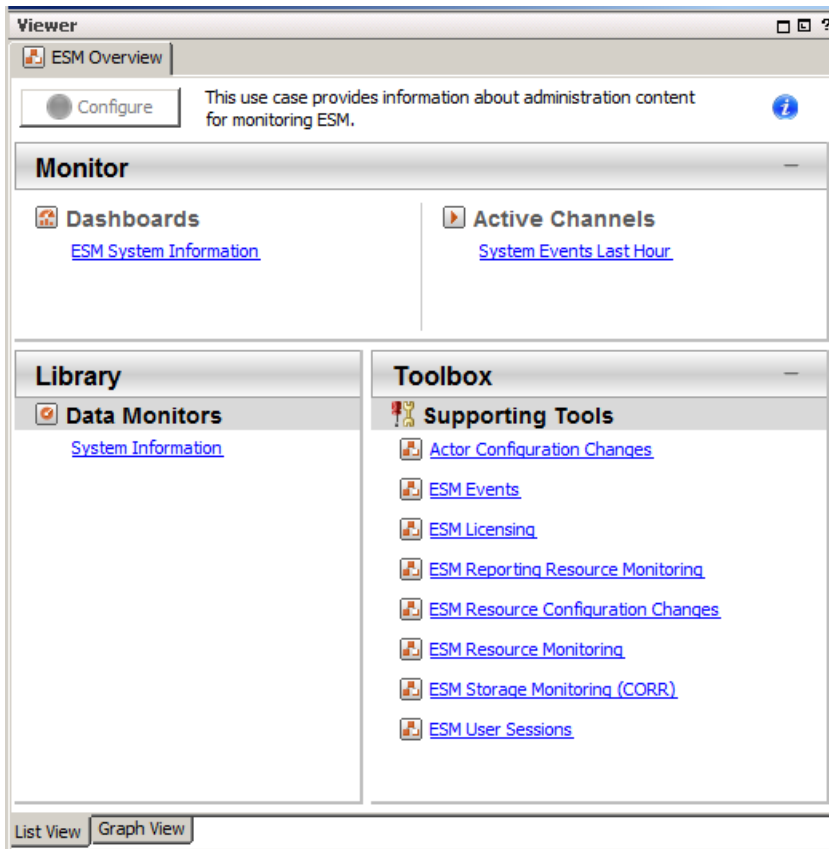 Viewer
ESM Overview
Configure
This use case provides information about administration content
for monitoring ESM.
Monitor
Dashboards
ESM System Information
Active Channels
System Events Last Hour
Library
Data Monitors
System Information
Toolbox
Supporting Tools
Actor Configuration Changes
ESM Events
ESM Licensing
ESM Reporting Resource Monitoring
ESM Resource Configuration Changes
ESM Resource Monitoring
ESM Storage Monitoring (CORR)
ESM User Sessions
List View
Graph View